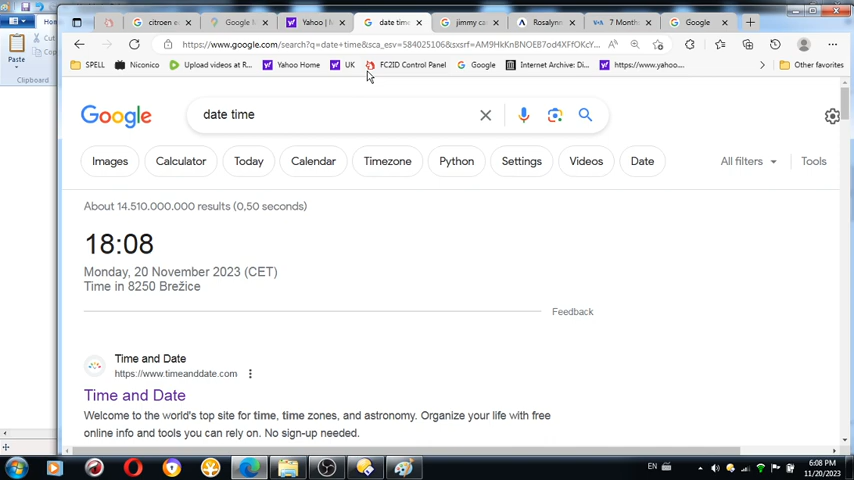 citroen e
Google M
Yahoo | M
date time
jimmy ca
Rosalynn
7 Months
Google
https://www.google.com/search?q=date+time&sca_esv=584025106&sxsrf=AM9HkKnBNOEB7od4XFfOKcY...
SPELL
Niconico
Upload videos at R...
Yahoo Home
UK
FC2ID Control Panel
Google
Internet Archive: Di...
https://www.yahoo....
Other favorites
Paste
Cu
Co
Clipboard
Google
date time
Images
Calculator
Today
Calendar
Timezone
Python
Settings
Videos
Date
All filters
Tools
About 14.510.000.000 results (0,50 seconds)
18:08
Monday, 20 November 2023 (CET)
Time in 8250 Brežice
Feedback
Time and Date
https://www.timeanddate.com
Time and Date
Welcome to the world's top site for time, time zones, and astronomy. Organize your life with free
online info and tools you can rely on. No sign-up needed.
EN
6:08 PM
11/20/2023